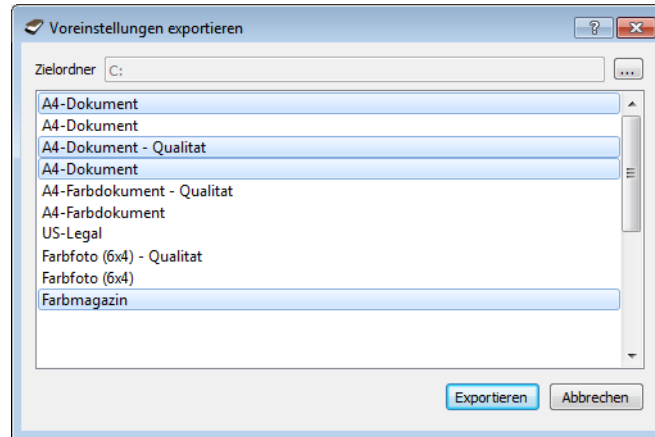 Voreinstellungen exportieren
Zielordner C: ...
A4-Dokument
A4-Dokument
A4-Dokument - Qualitat
A4-Dokument
A4-Farbdokument - Qualitat
A4-Farbdokument
US-Legal
Farbfoto (6x4) - Qualitat
Farbfoto (6x4)
Farbmagazin
Exportieren Abbrechen